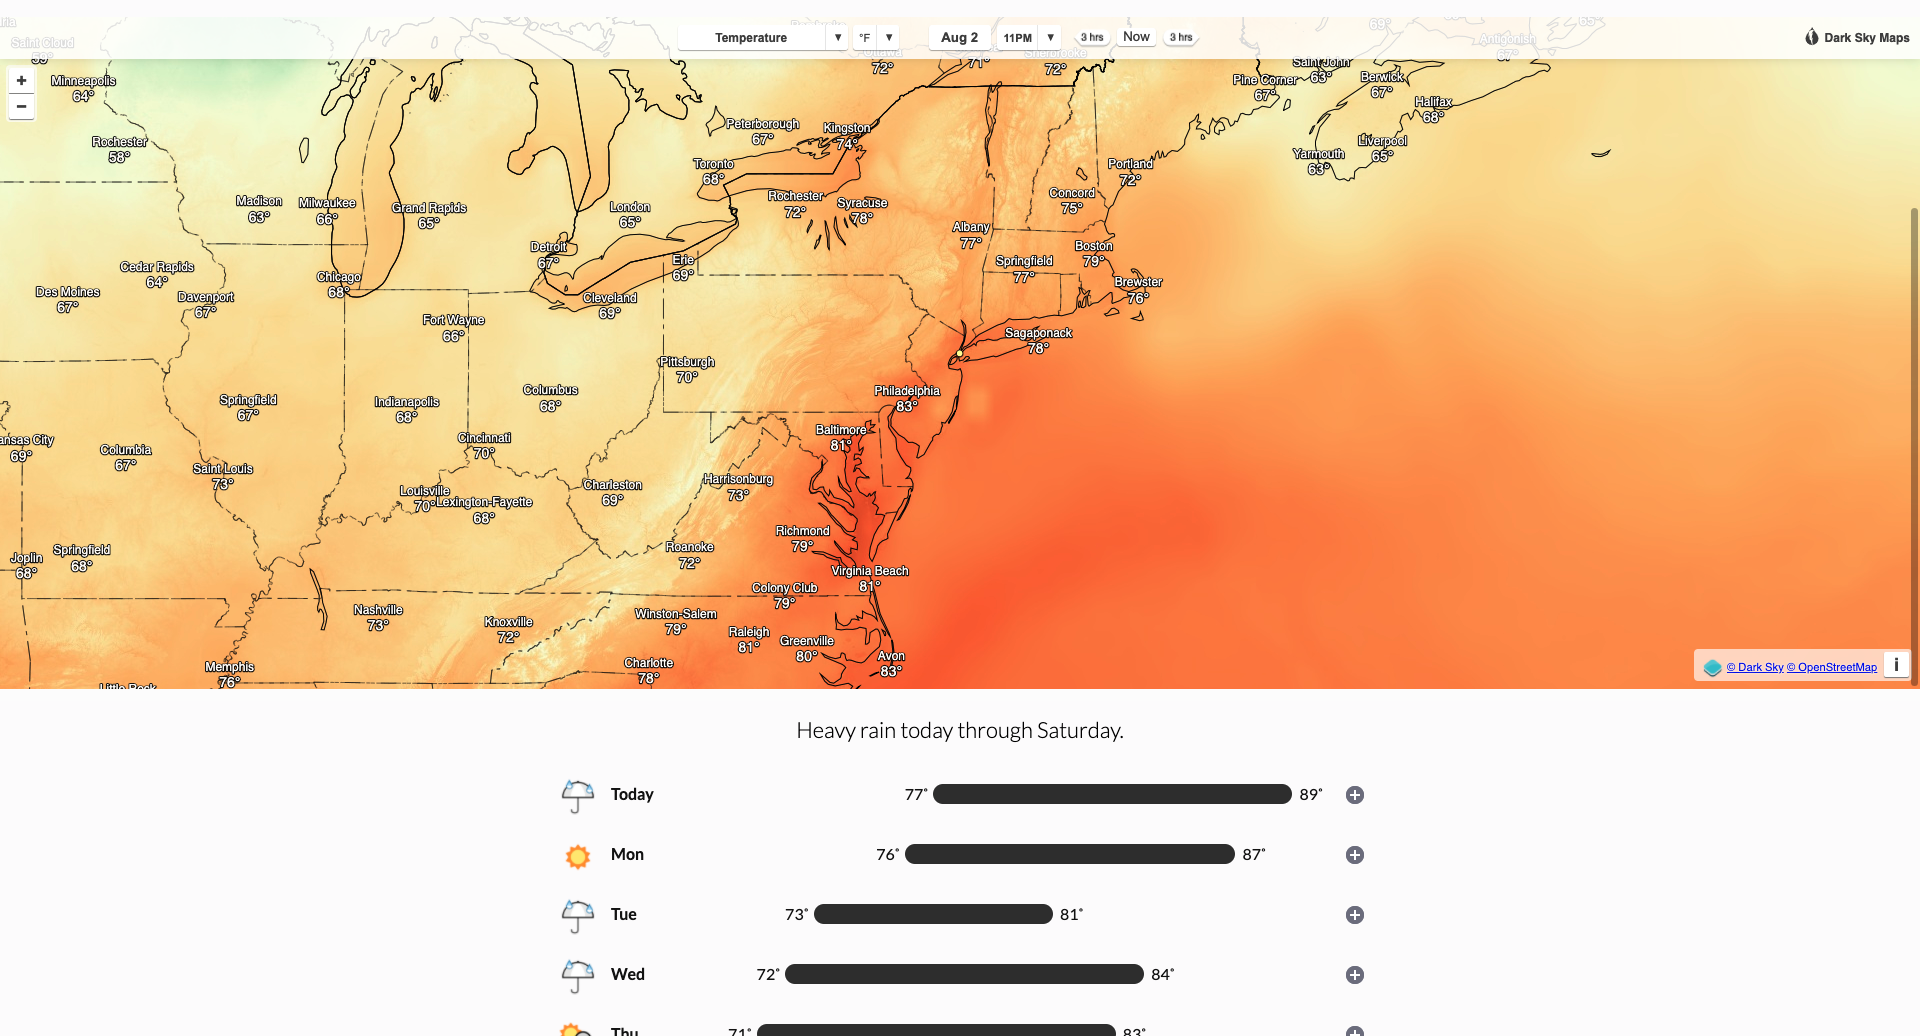 Temperature ▼ °F ▼ Aug 2 11PM ▼ 3 hrs Now 3 hrs
Dark Sky Maps
+
−
Saint Cloud
59°
Minneapolis
64°
Rochester
58°
Madison
63°
Milwaukee
66°
Grand Rapids
65°
Cedar Rapids
64°
Des Moines
67°
Davenport
67°
Chicago
68°
Detroit
67°
London
65°
Toronto
68°
Peterborough
67°
Kingston
74°
Ottawa
72°
71°
Sherbrooke
72°
Rochester
72°
Syracuse
78°
Albany
77°
Concord
75°
Portland
72°
Boston
79°
Springfield
77°
Brewster
76°
Sagaponack
78°
Pine Corner
67°
Saint John
63°
69°
65°
Berwick
67°
Antigonish
67°
Halifax
68°
Liverpool
65°
Yarmouth
63°
Erie
69°
Cleveland
69°
Fort Wayne
66°
Pittsburgh
70°
Columbus
68°
Indianapolis
68°
Springfield
67°
Philadelphia
83°
Baltimore
81°
Cincinnati
70°
ansas City
69°
Columbia
67°
Saint Louis
73°
Louisville
70°
Lexington-Fayette
68°
Charleston
69°
Harrisonburg
73°
Richmond
79°
Roanoke
72°
Virginia Beach
81°
Colony Club
79°
Joplin
68°
Springfield
68°
Nashville
73°
Knoxville
72°
Winston-Salem
79°
Raleigh
81°
Greenville
80°
Avon
83°
Charlotte
78°
Memphis
76°
Little Rock
© Dark Sky © OpenStreetMap i
Heavy rain today through Saturday.
Today 77° 89°
Mon 76° 87°
Tue 73° 81°
Wed 72° 84°
Thu 71° 83°